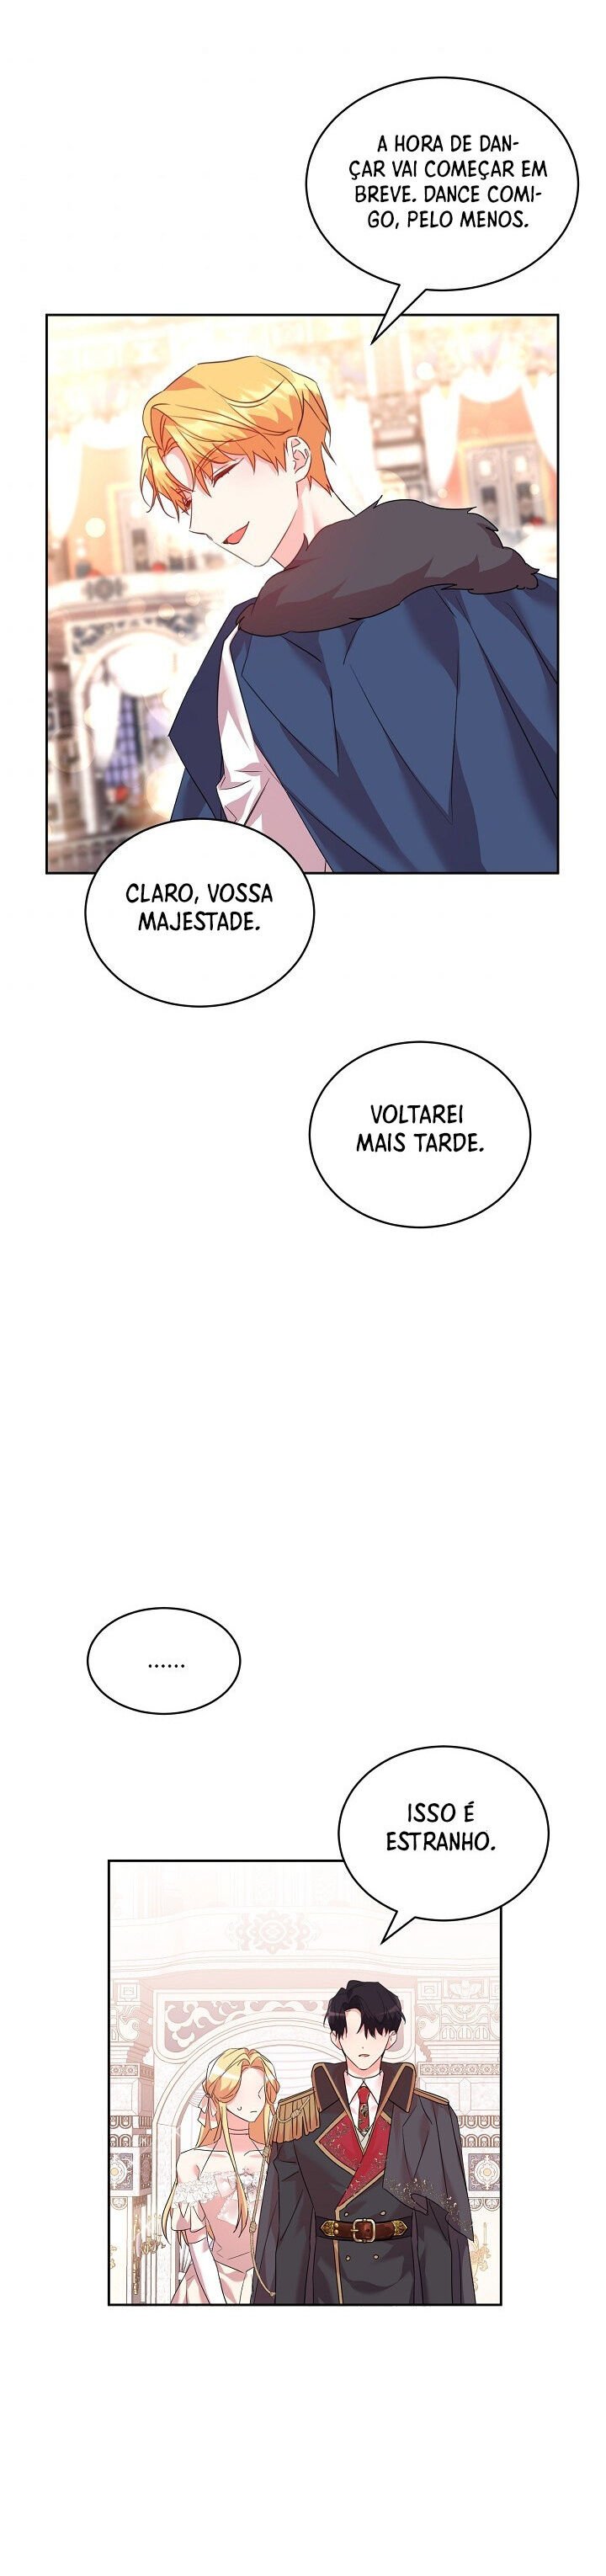 A HORA DE DAN-
ÇAR VAI COMEÇAR EM
BREVE. DANCE COMI-
GO, PELO MENOS.
CLARO, VOSSA
MAJESTADE.
VOLTAREI
MAIS TARDE.
......
ISSO É
ESTRANHO.